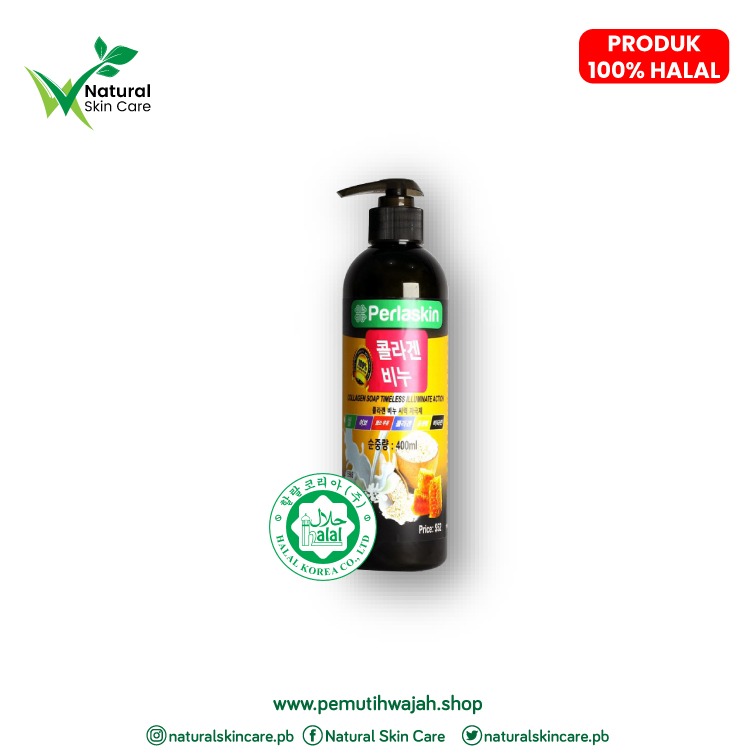 Natural
Skin Care
PRODUK
100% HALAL
Perlaskin
콜라겐
비누
COLLAGEN SOAP TIMELESS ILLUMINATE ACTION
순중량 : 400ml
Price: $52
할랄코리아(주)
حلال
halal
HALAL KOREA CO., LTD
www.pemutihwajah.shop
naturalskincare.pb
Natural Skin Care
naturalskincare.pb